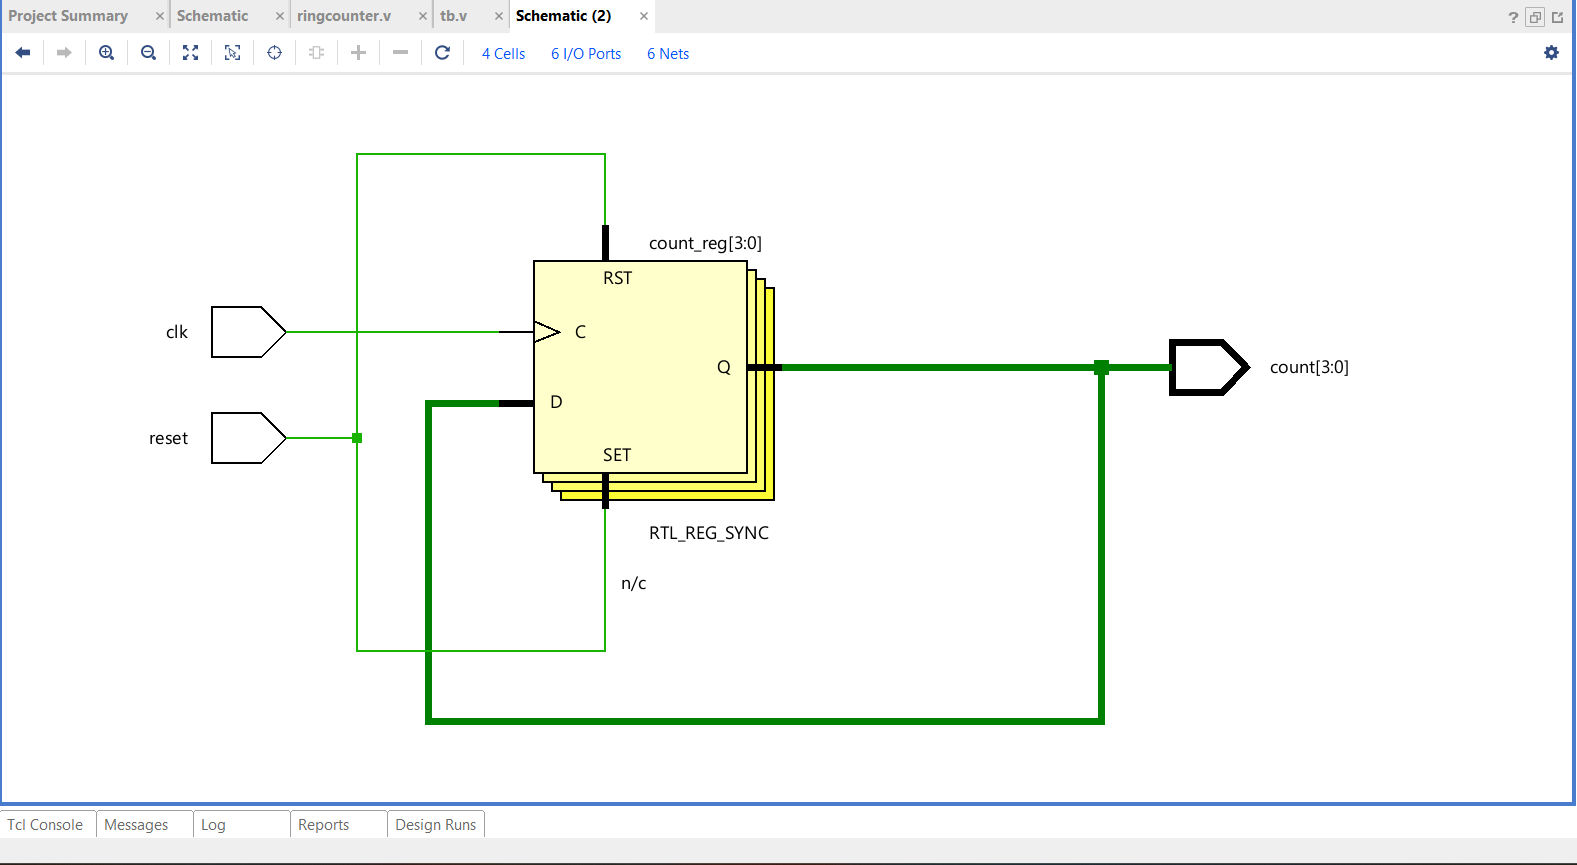 Project Summary
Schematic
ringcounter.v
tb.v
Schematic (2)
?
4 Cells
6 I/O Ports
6 Nets
count_reg[3:0]
RST
clk
C
Q
count[3:0]
D
reset
SET
RTL_REG_SYNC
n/c
Tcl Console
Messages
Log
Reports
Design Runs